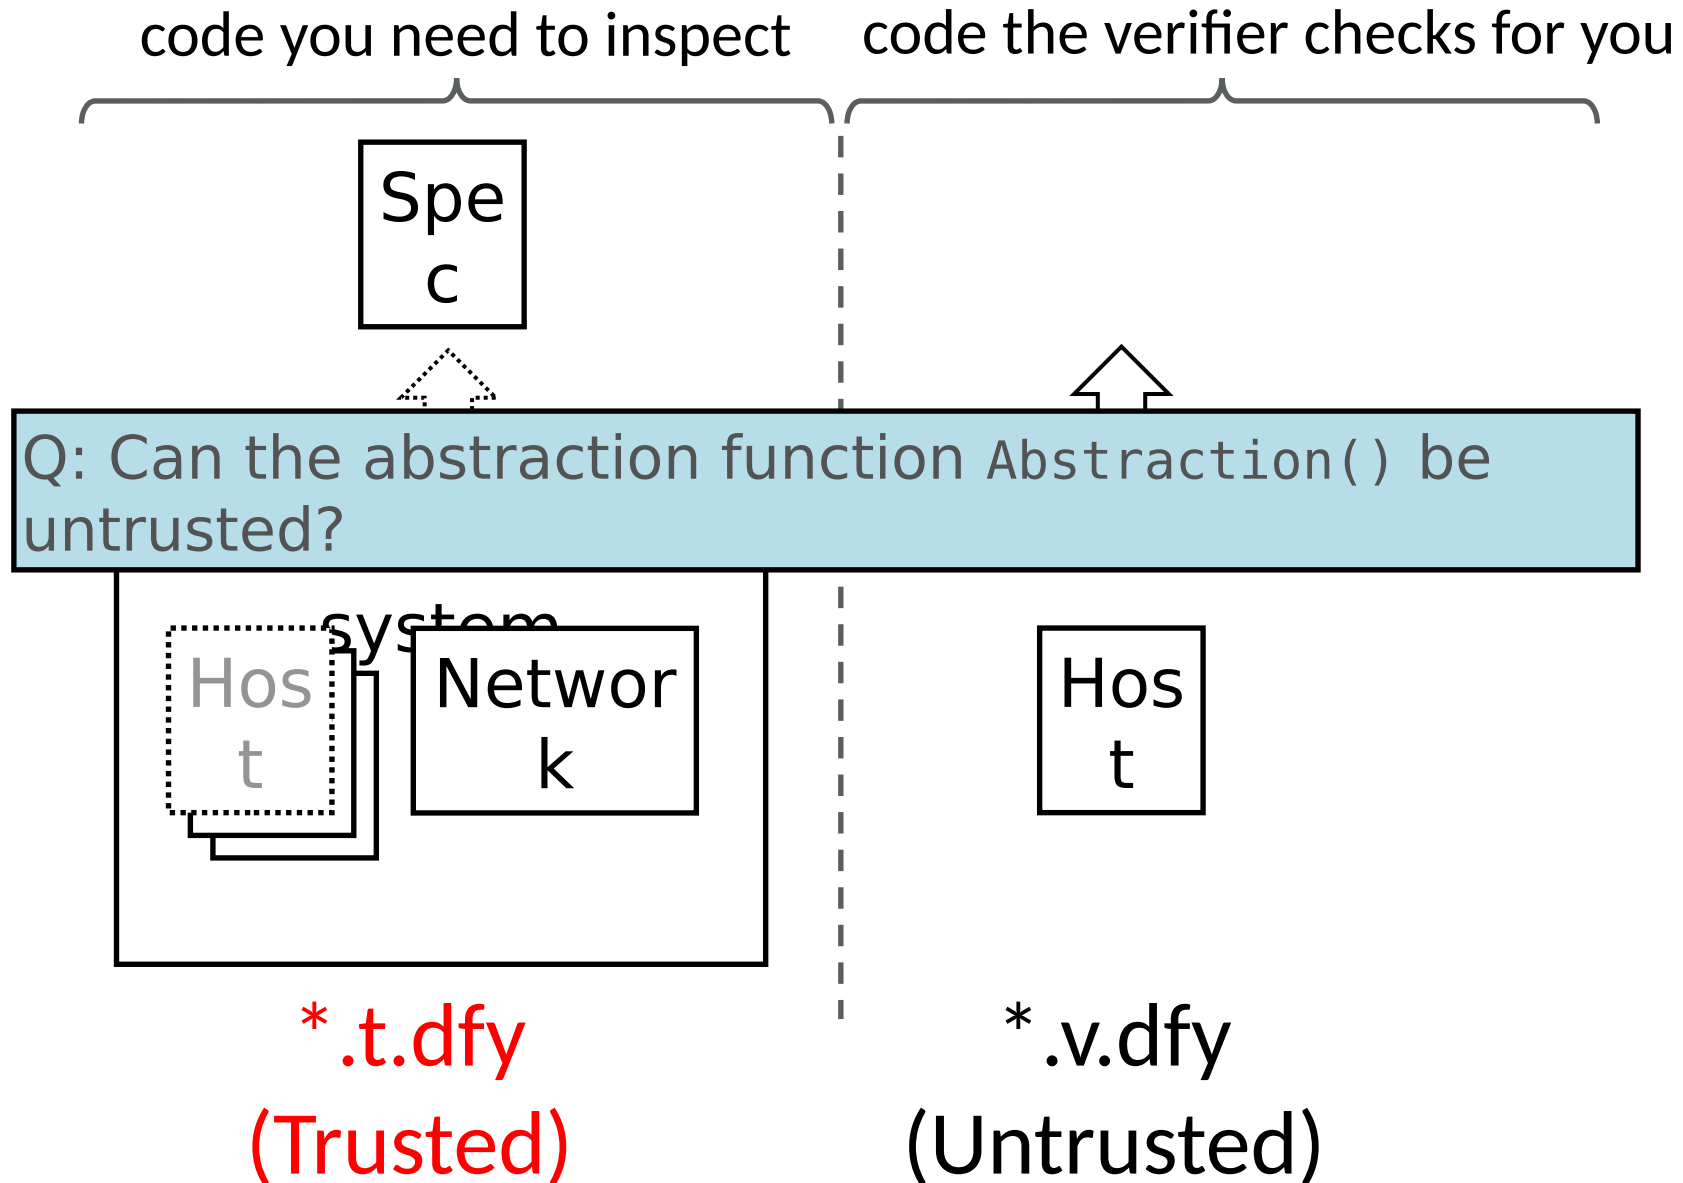 code you need to inspect
code the verifier checks for you
Spe
c
Q: Can the abstraction function Abstraction() be
untrusted?
system
Hos
t
Networ
k
Hos
t
*.t.dfy
(Trusted)
*.v.dfy
(Untrusted)